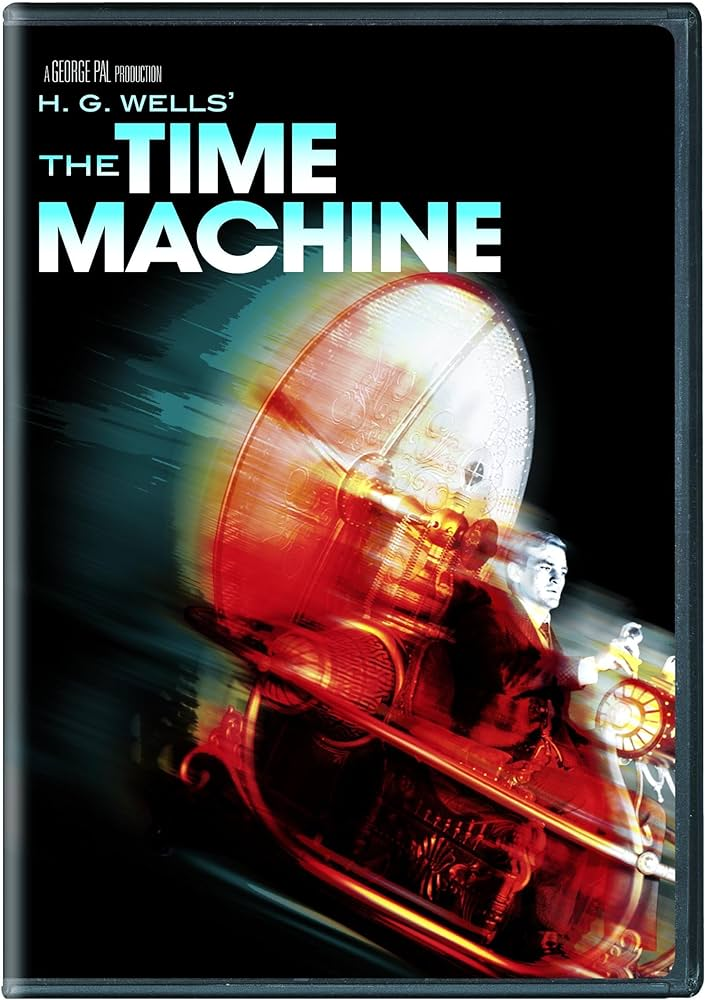 A GEORGE PAL PRODUCTION
H. G. WELLS’
THE TIME
MACHINE